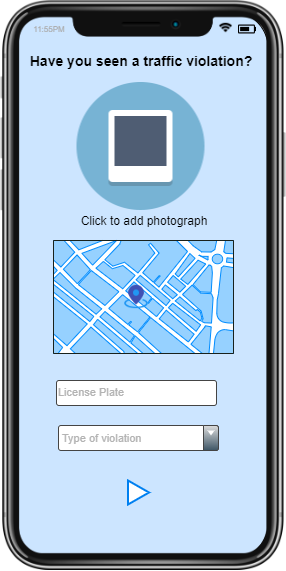 11:55PM
Have you seen a traffic violation?
Click to add photograph
License Plate
Type of violation